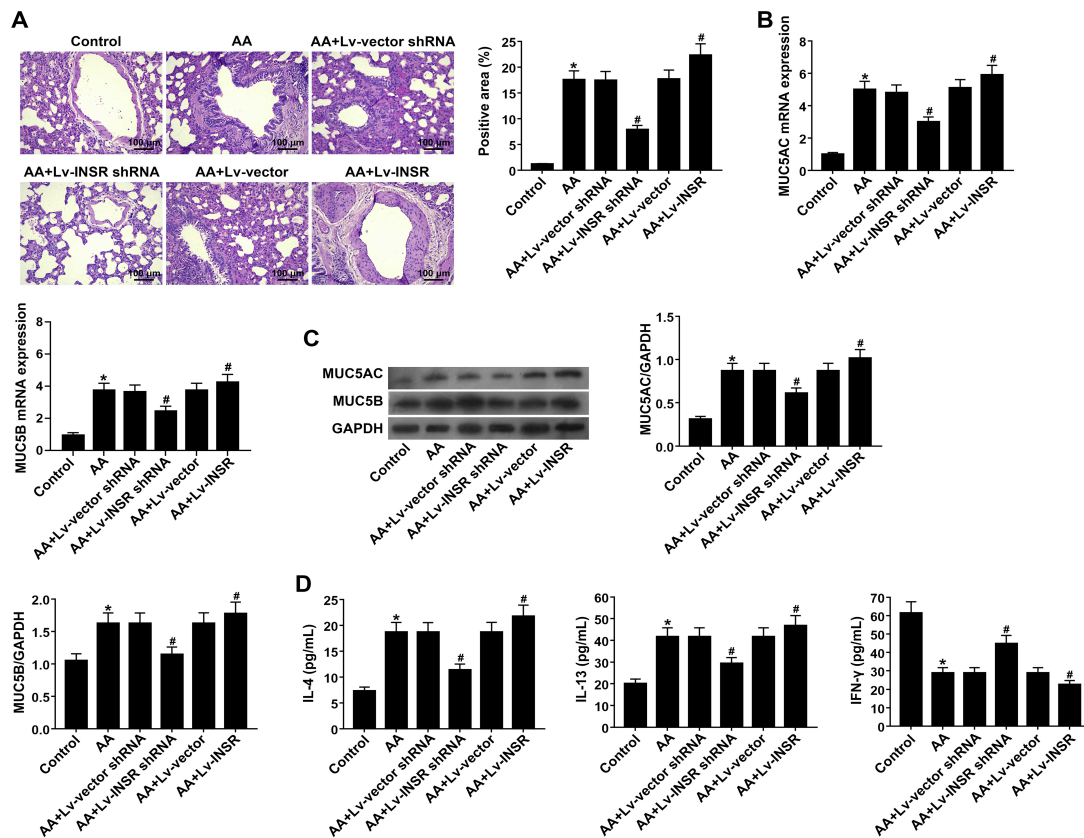 A
Control
AA
AA+Lv-vector shRNA
100 μm
100 μm
100 μm
AA+Lv-INSR shRNA
AA+Lv-vector
AA+Lv-INSR
100 μm
100 μm
100 μm
Positive area (%)
25
20
15
10
5
0
*
#
#
Control
AA
AA+Lv-vector shRNA
AA+Lv-INSR shRNA
AA+Lv-vector
AA+Lv-INSR
B
MUC5AC mRNA expression
8
6
4
2
0
*
#
#
Control
AA
AA+Lv-vector shRNA
AA+Lv-INSR shRNA
AA+Lv-vector
AA+Lv-INSR
MUC5B mRNA expression
8
6
4
2
0
*
#
#
Control
AA
AA+Lv-vector shRNA
AA+Lv-INSR shRNA
AA+Lv-vector
AA+Lv-INSR
C
MUC5AC
MUC5B
GAPDH
Control
AA
AA+Lv-vector shRNA
AA+Lv-INSR shRNA
AA+Lv-vector
AA+Lv-INSR
MUC5AC/GAPDH
1.5
1.0
0.5
0.0
*
#
#
Control
AA
AA+Lv-vector shRNA
AA+Lv-INSR shRNA
AA+Lv-vector
AA+Lv-INSR
MUC5B/GAPDH
2.0
1.5
1.0
0.5
0.0
*
#
#
Control
AA
AA+Lv-vector shRNA
AA+Lv-INSR shRNA
AA+Lv-vector
AA+Lv-INSR
D
IL-4 (pg/mL)
25
20
15
10
5
0
*
#
#
Control
AA
AA+Lv-vector shRNA
AA+Lv-INSR shRNA
AA+Lv-vector
AA+Lv-INSR
IL-13 (pg/mL)
60
50
40
30
20
10
0
*
#
#
Control
AA
AA+Lv-vector shRNA
AA+Lv-INSR shRNA
AA+Lv-vector
AA+Lv-INSR
IFN-γ (pg/mL)
70
60
50
40
30
20
10
0
*
#
#
Control
AA
AA+Lv-vector shRNA
AA+Lv-INSR shRNA
AA+Lv-vector
AA+Lv-INSR